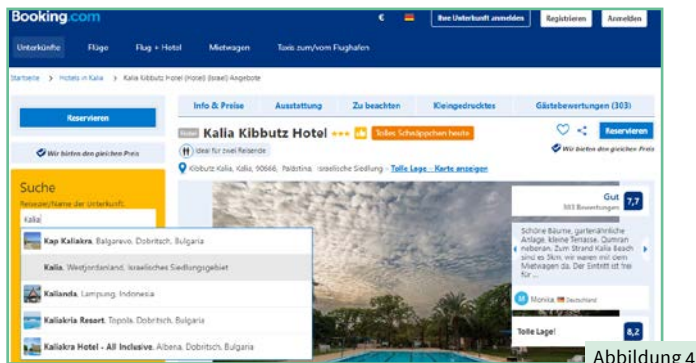 Booking.com
€
Ihre Unterkunft anmelden
Registrieren
Anmelden
Unterkünfte
Flüge
Flug + Hotel
Mietwagen
Taxis zum/vom Flughafen
Startseite > Hotels in Kalia > Kalia Kibbutz Hotel (Hotel) (Israel) Angebote
Reservieren
Wir bieten den gleichen Preis
Info & Preise
Ausstattung
Zu beachten
Kleingedrucktes
Gästebewertungen (303)
Hotel Kalia Kibbutz Hotel
Tolles Schnäppchen heute
Reservieren
Ideal für zwei Reisende
Wir bieten den gleichen Preis
Kibbutz Kalia, Kalia, 90666, Palästina, Israelische Siedlung - Tolle Lage - Karte anzeigen
Suche
Reiseziel/Name der Unterkunft:
Kalia
Kap Kaliakra, Balgarevo, Dobritsch, Bulgaria
Kalia, Westjordanland, Israelisches Siedlungsgebiet
Kalianda, Lampung, Indonesia
Kaliakria Resort, Topola, Dobritsch, Bulgaria
Kaliakra Hotel - All Inclusive, Albena, Dobritsch, Bulgaria
Gut
303 Bewertungen
7,7
Schöne Bäume, gartenähnliche
Anlage, kleine Terrasse. Qumran
nebenan. Zum Strand Kalia Beach
sind es 5km, wir waren mit dem
Mietwagen da. Der Eintritt ist frei
für ...
M Monika Deutschland
Tolle Lage!
8,2
Abbildung 4